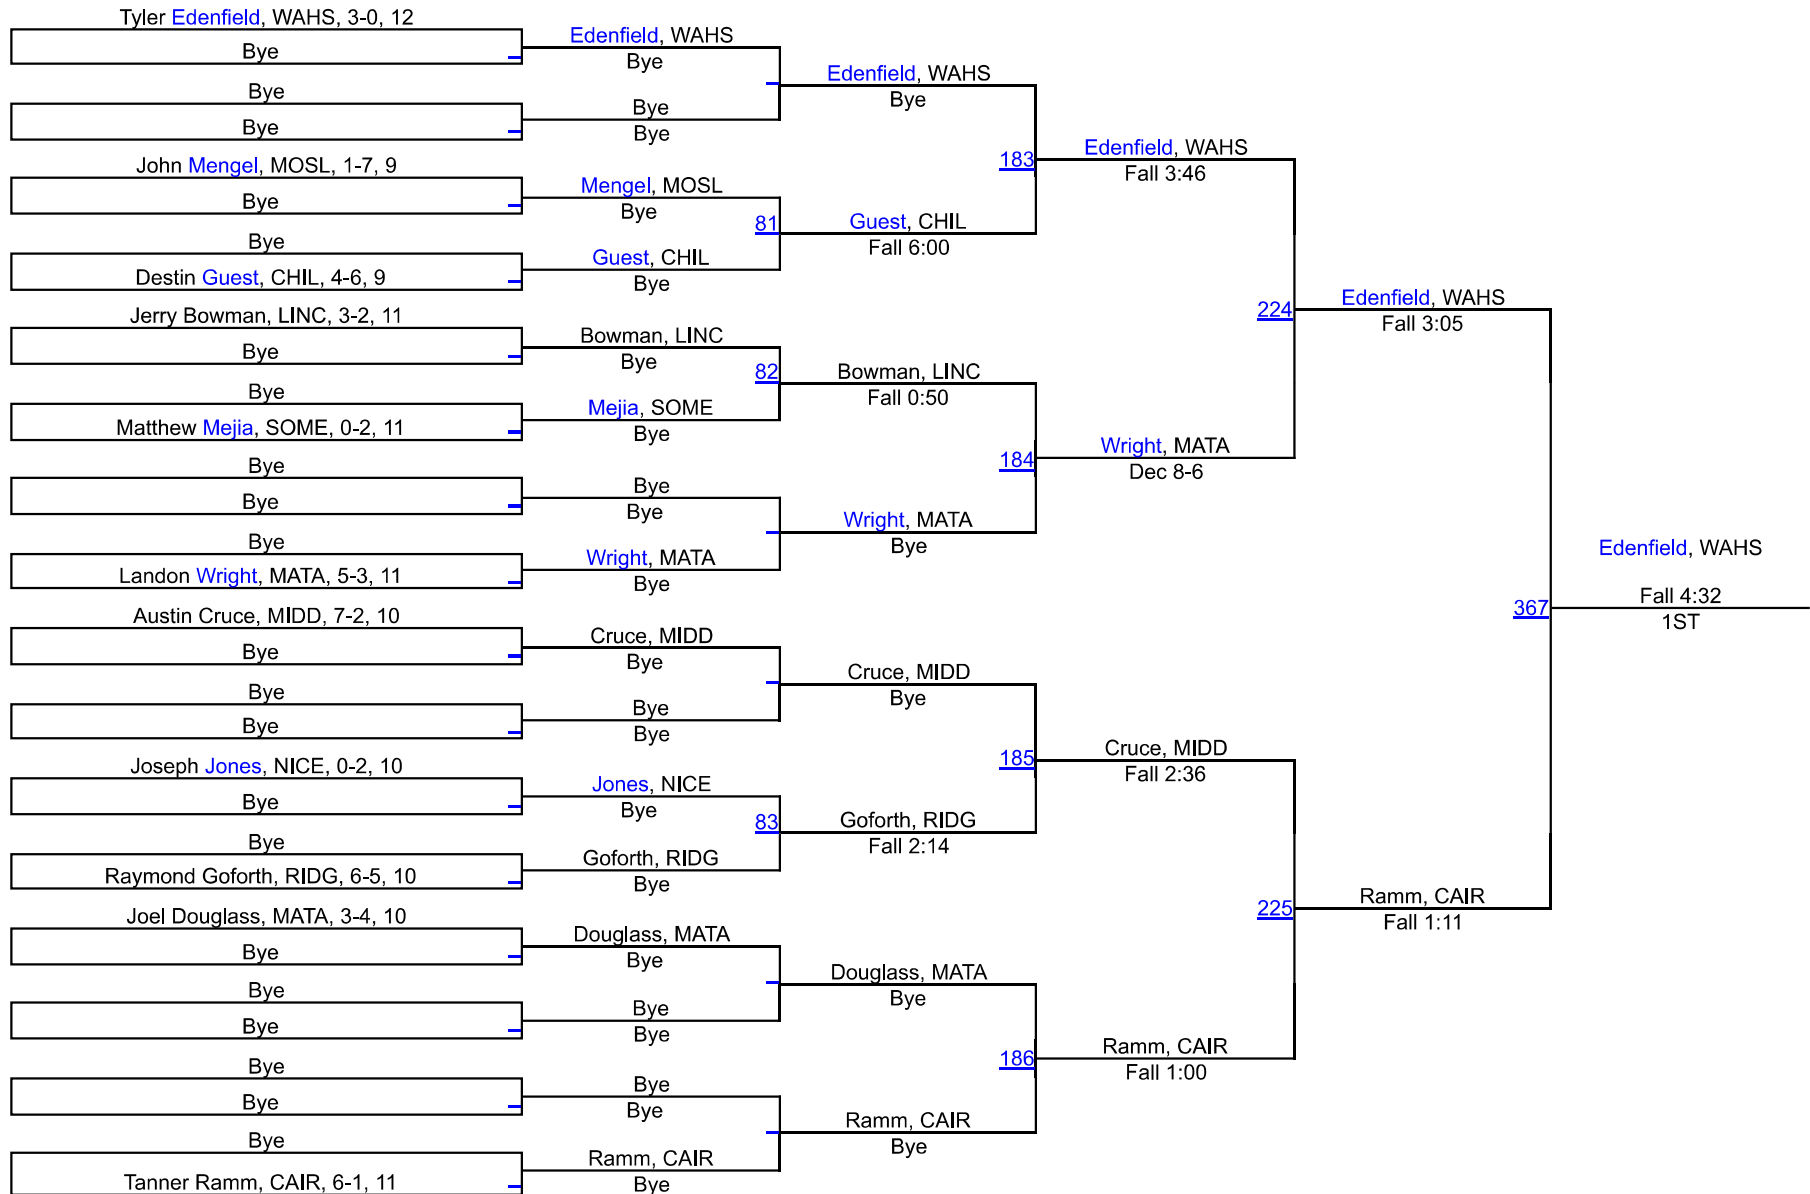 Tyler Edenfield, WAHS, 3-0, 12
Bye
Bye
Bye
John Mengel, MOSL, 1-7, 9
Bye
Bye
Destin Guest, CHIL, 4-6, 9
Jerry Bowman, LINC, 3-2, 11
Bye
Bye
Matthew Mejia, SOME, 0-2, 11
Bye
Bye
Bye
Landon Wright, MATA, 5-3, 11
Austin Cruce, MIDD, 7-2, 10
Bye
Bye
Bye
Joseph Jones, NICE, 0-2, 10
Bye
Bye
Raymond Goforth, RIDG, 6-5, 10
Joel Douglass, MATA, 3-4, 10
Bye
Bye
Bye
Bye
Bye
Bye
Tanner Ramm, CAIR, 6-1, 11
Edenfield, WAHS
Bye
Bye
Bye
Mengel, MOSL
Bye
81
Guest, CHIL
Bye
Bowman, LINC
Bye
82
Mejia, SOME
Bye
Bye
Bye
Wright, MATA
Bye
Cruce, MIDD
Bye
Bye
Bye
Jones, NICE
Bye
83
Goforth, RIDG
Bye
Douglass, MATA
Bye
Bye
Bye
Bye
Bye
Ramm, CAIR
Bye
Edenfield, WAHS
Bye
183
Guest, CHIL
Fall 6:00
Bowman, LINC
Fall 0:50
184
Wright, MATA
Bye
Cruce, MIDD
Bye
185
Goforth, RIDG
Fall 2:14
Douglass, MATA
Bye
186
Ramm, CAIR
Bye
Edenfield, WAHS
Fall 3:46
224
Wright, MATA
Dec 8-6
Cruce, MIDD
Fall 2:36
225
Ramm, CAIR
Fall 1:00
Edenfield, WAHS
Fall 3:05
367
Ramm, CAIR
Fall 1:11
Edenfield, WAHS
Fall 4:32
1ST